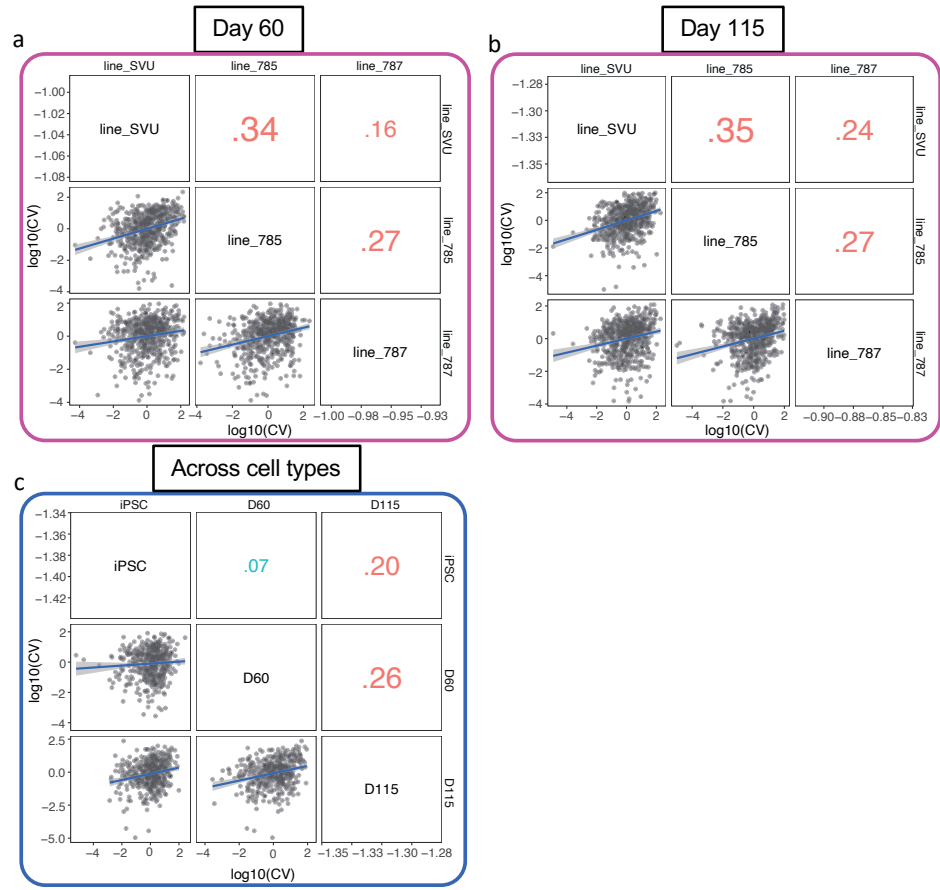 a
Day 60
line_SVU line_785 line_787
−1.00
−1.02
−1.04
−1.06
−1.08
line_SVU
.34
.16
line_SVU
log10(CV)
2
0
−2
−4
line_785
.27
line_785
0
−2
−4
line_787
line_787
−4 −2 0 2 −4 −2 0 2 −1.00 −0.98 −0.95 −0.93
log10(CV)
b
Day 115
line_SVU line_785 line_787
−1.28
−1.30
−1.33
−1.35
line_SVU
.35
.24
line_SVU
log10(CV)
2
0
−2
−4
line_785
.27
line_785
2
0
−2
−4
line_787
line_787
−4 −2 0 2 −4 −2 0 2 −0.90 −0.88 −0.85 −0.83
log10(CV)
c
Across cell types
iPSC D60 D115
−1.34
−1.36
−1.38
−1.40
−1.42
iPSC
.07
.20
iPSC
log10(CV)
2
0
−2
−4
D60
.26
D60
2.5
0.0
−2.5
−5.0
D115
D115
−4 −2 0 2 −4 −2 0 2 −1.35 −1.33 −1.30 −1.28
log10(CV)